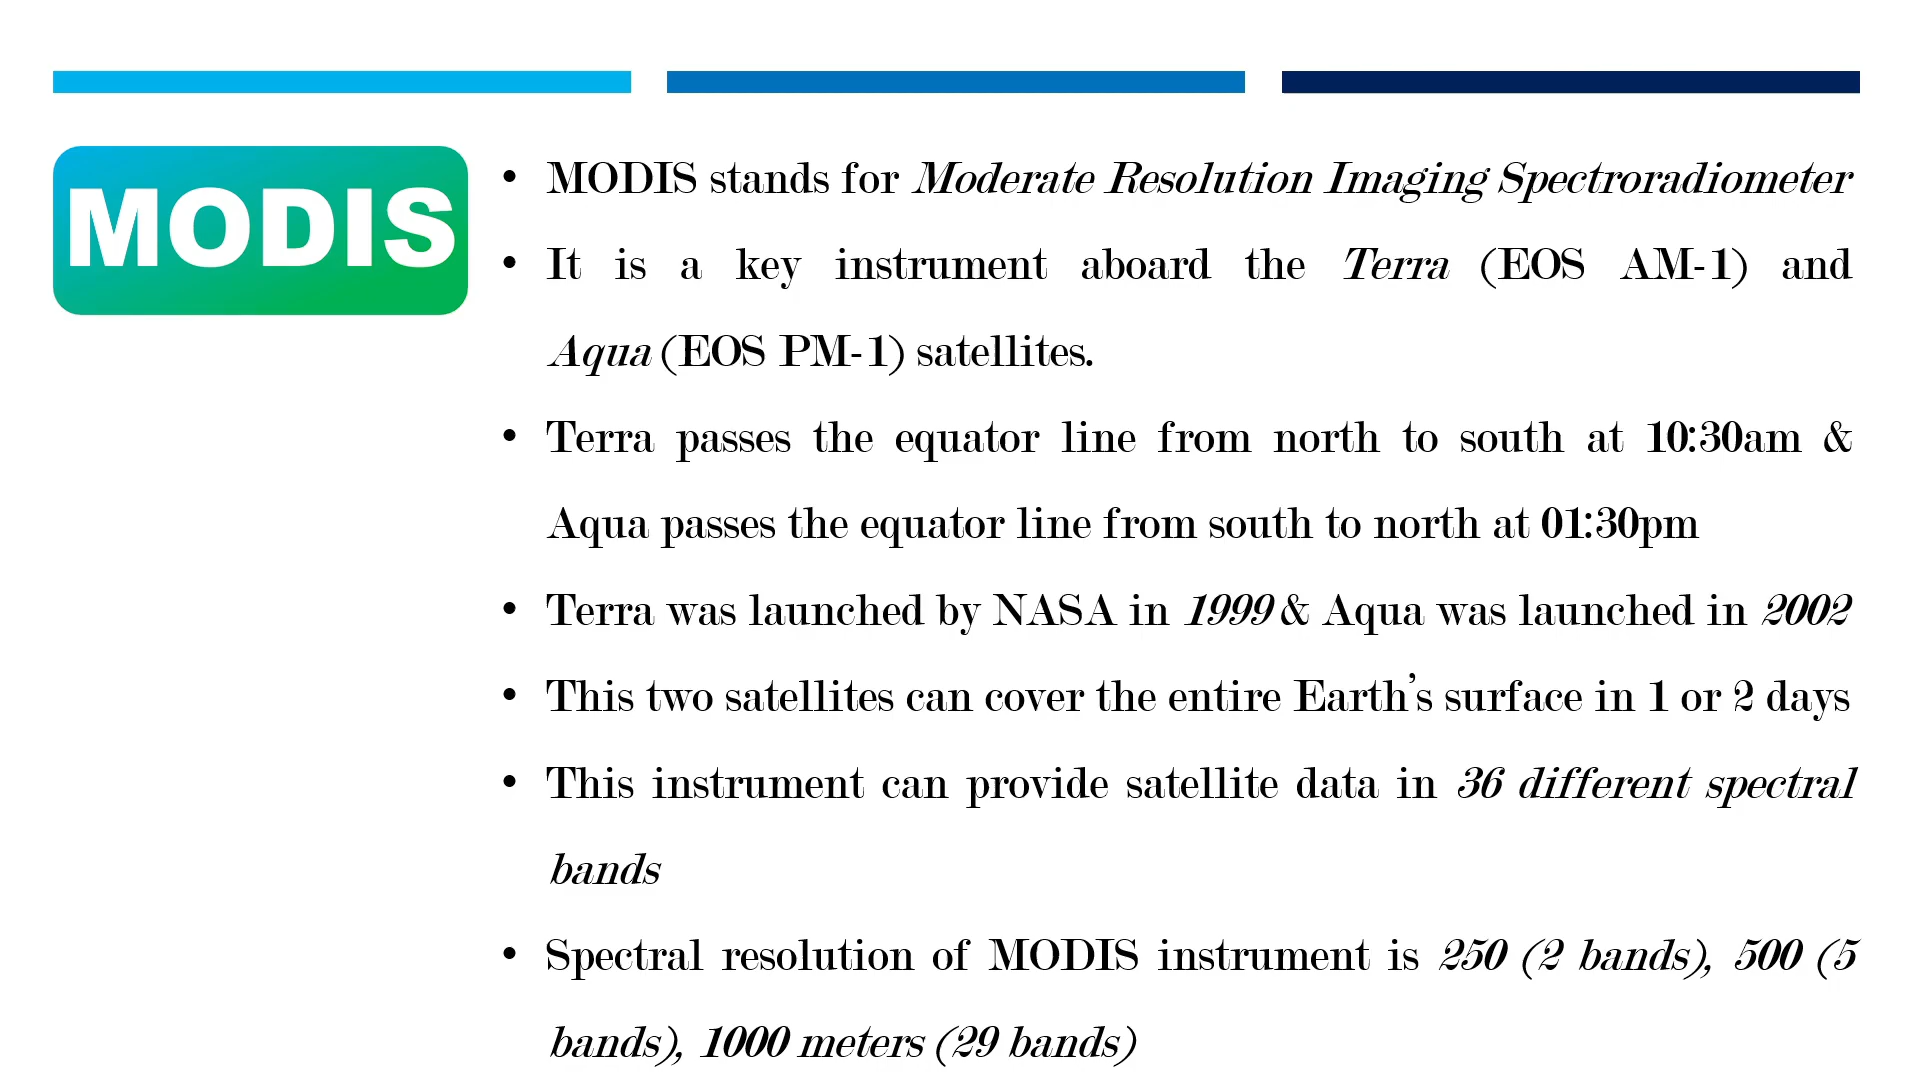 MODIS
• MODIS stands for Moderate Resolution Imaging Spectroradiometer
• It is a key instrument aboard the Terra (EOS AM-1) and
Aqua (EOS PM-1) satellites.
• Terra passes the equator line from north to south at 10:30am &
Aqua passes the equator line from south to north at 01:30pm
• Terra was launched by NASA in 1999 & Aqua was launched in 2002
• This two satellites can cover the entire Earth’s surface in 1 or 2 days
• This instrument can provide satellite data in 36 different spectral
bands
• Spectral resolution of MODIS instrument is 250 (2 bands), 500 (5
bands), 1000 meters (29 bands)